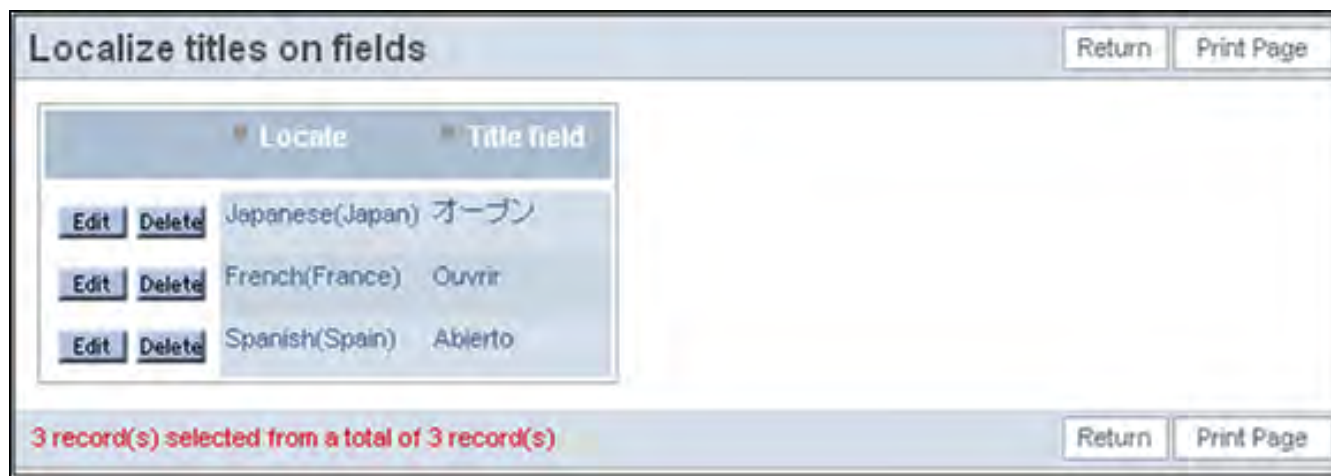 Localize titles on fields
Return Print Page
Locale Title field
Edit Delete Japanese(Japan) オーブン
Edit Delete French(France) Ouvrir
Edit Delete Spanish(Spain) Abierto
3 record(s) selected from a total of 3 record(s)
Return Print Page